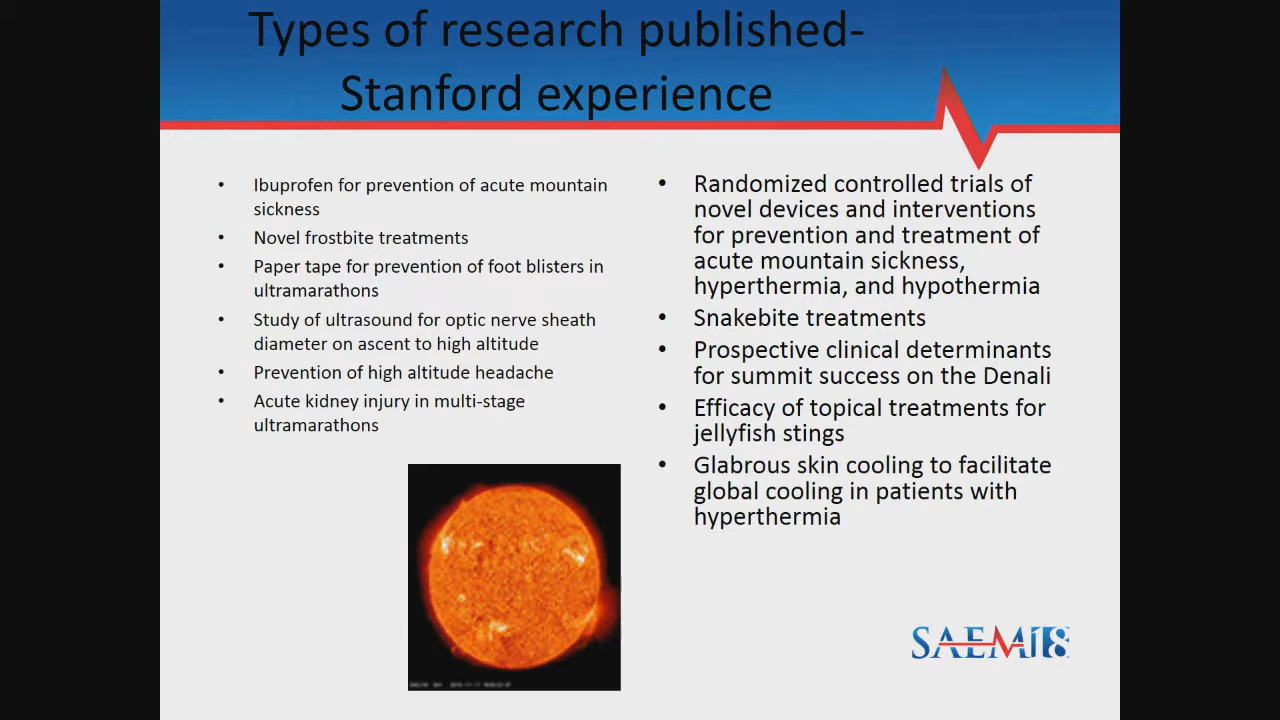 Types of research published-
Stanford experience
• Ibuprofen for prevention of acute mountain
sickness
• Novel frostbite treatments
• Paper tape for prevention of foot blisters in
ultramarathons
• Study of ultrasound for optic nerve sheath
diameter on ascent to high altitude
• Prevention of high altitude headache
• Acute kidney injury in multi-stage
ultramarathons
• Randomized controlled trials of
novel devices and interventions
for prevention and treatment of
acute mountain sickness,
hyperthermia, and hypothermia
• Snakebite treatments
• Prospective clinical determinants
for summit success on the Denali
• Efficacy of topical treatments for
jellyfish stings
• Glabrous skin cooling to facilitate
global cooling in patients with
hyperthermia
SAEM18